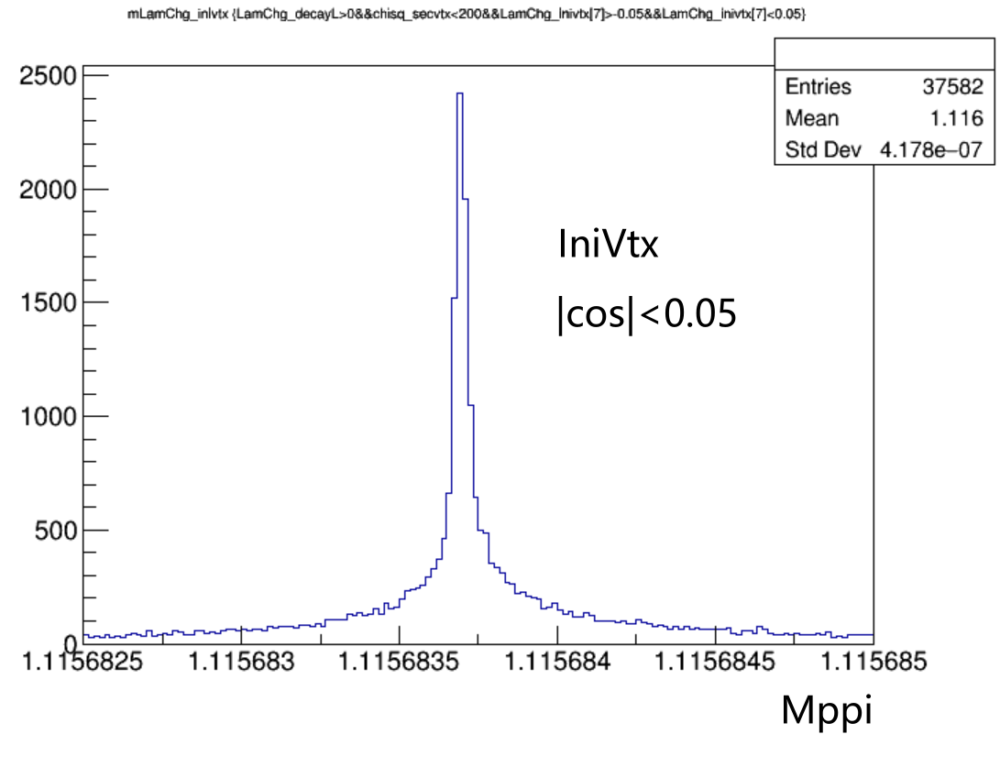 mLamChg_inIvtx {LamChg_decayL>0&&chisq_secvtx<200&&LamChg_Inivtx[7]>-0.05&&LamChg_Inivtx[7]<0.05}
Entries 37582
Mean 1.116
Std Dev 4.178e−07
2500
2000
1500
1000
500
0
IniVtx
|cos|<0.05
1.1156825 1.115683 1.1156835 1.115684 1.1156845 1.115685
Mppi